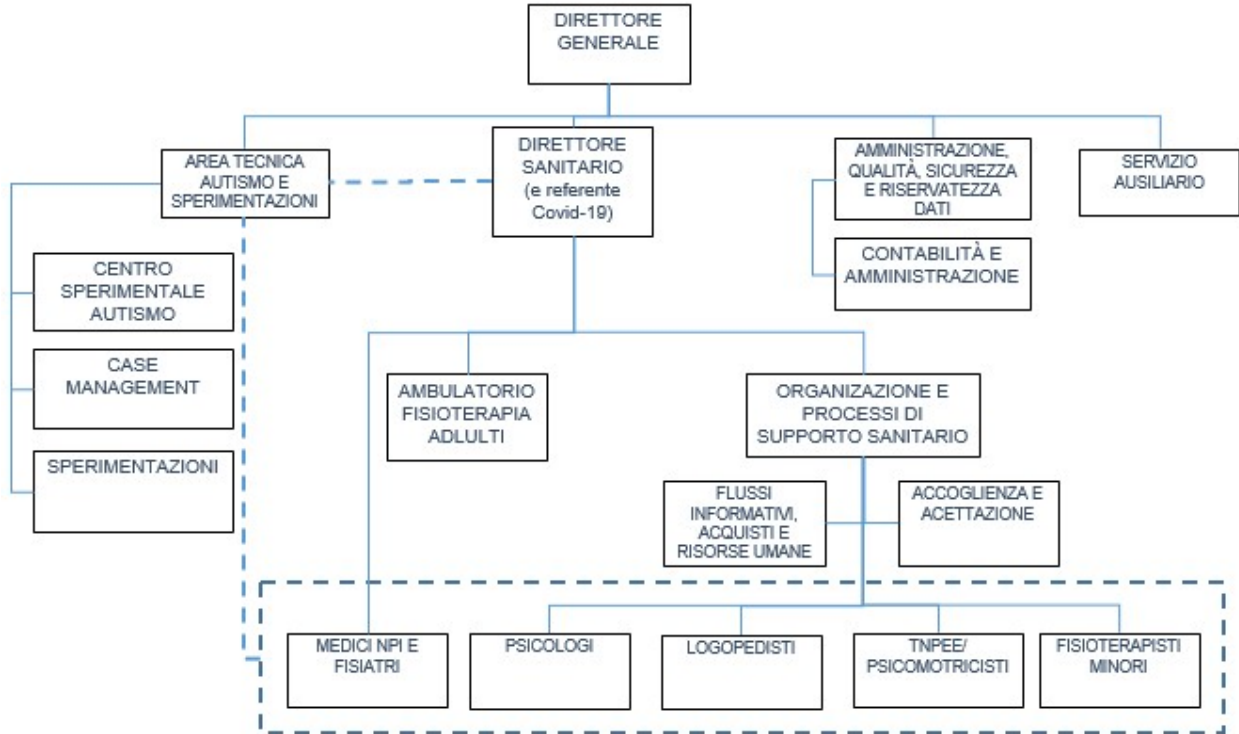 DIRETTORE
GENERALE
AREA TECNICA
AUTISMO E
SPERIMENTAZIONI
DIRETTORE
SANITARIO
(e referente
Covid-19)
AMMINISTRAZIONE,
QUALITÀ, SICUREZZA
E RISERVATEZZA
DATI
SERVIZIO
AUSILIARIO
CENTRO
SPERIMENTALE
AUTISMO
CONTABILITÀ E
AMMINISTRAZIONE
CASE
MANAGEMENT
AMBULATORIO
FISIOTERAPIA
ADLULTI
ORGANIZAZIONE E
PROCESSI DI
SUPPORTO SANITARIO
SPERIMENTAZIONI
FLUSSI
INFORMATIVI,
ACQUISTI E
RISORSE UMANE
ACCOGLIENZA E
ACETTAZIONE
MEDICI NPI E
FISIATRI
PSICOLOGI
LOGOPEDISTI
TNPEE/
PSICOMOTRICISTI
FISIOTERAPISTI
MINORI